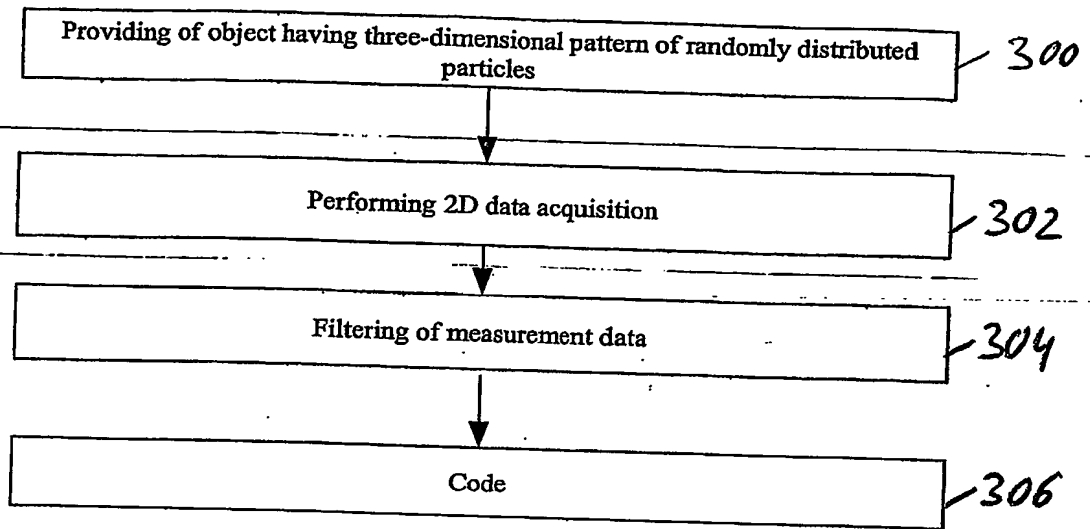 Providing of object having three-dimensional pattern of randomly distributed
particles
300
Performing 2D data acquisition
302
Filtering of measurement data
304
Code
306